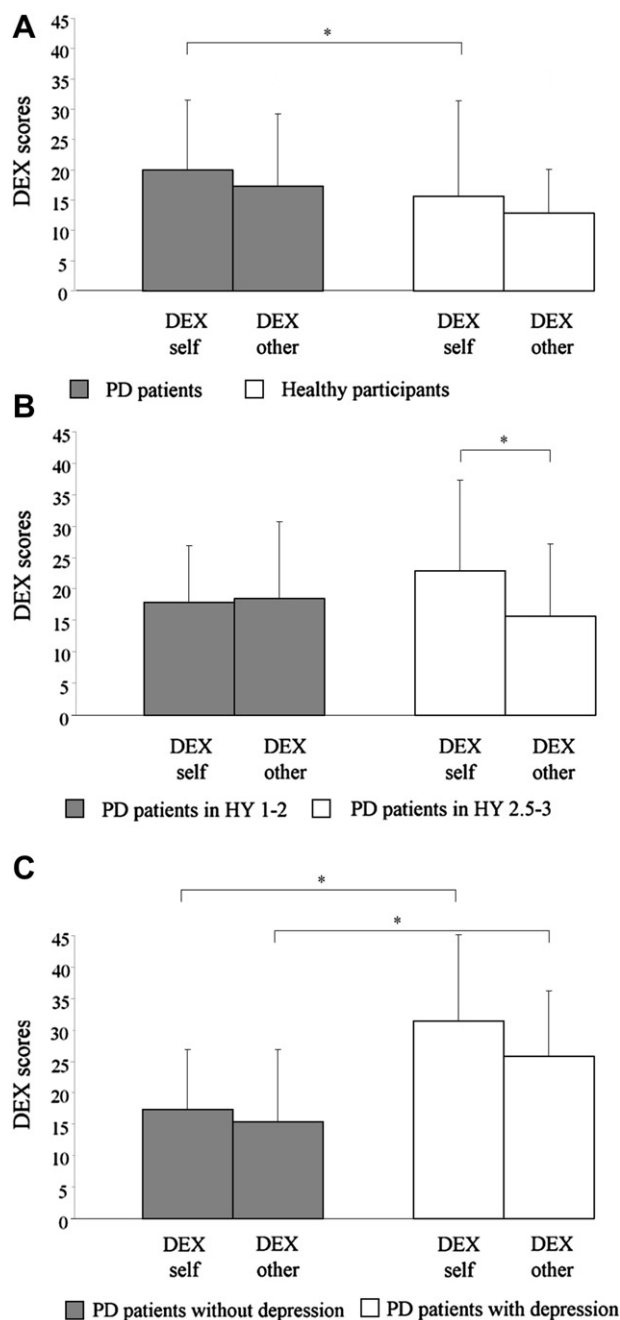 A
*
45
40
35
30
25
20
15
10
5
0
DEX scores
DEX self
DEX other
DEX self
DEX other
PD patients
Healthy participants
B
*
45
40
35
30
25
20
15
10
5
0
DEX scores
DEX self
DEX other
DEX self
DEX other
PD patients in HY 1-2
PD patients in HY 2.5-3
C
*
*
45
40
35
30
25
20
15
10
5
0
DEX scores
DEX self
DEX other
DEX self
DEX other
PD patients without depression
PD patients with depression